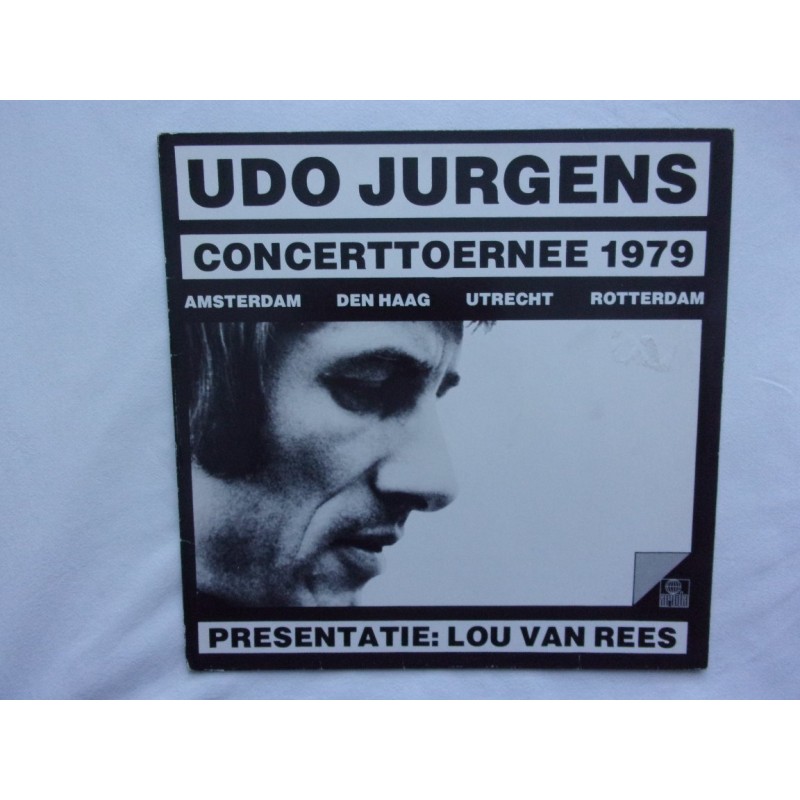 UDO JURGENS
CONCERTTOERNEE 1979
AMSTERDAM DEN HAAG UTRECHT ROTTERDAM
PRESENTATIE: LOU VAN REES